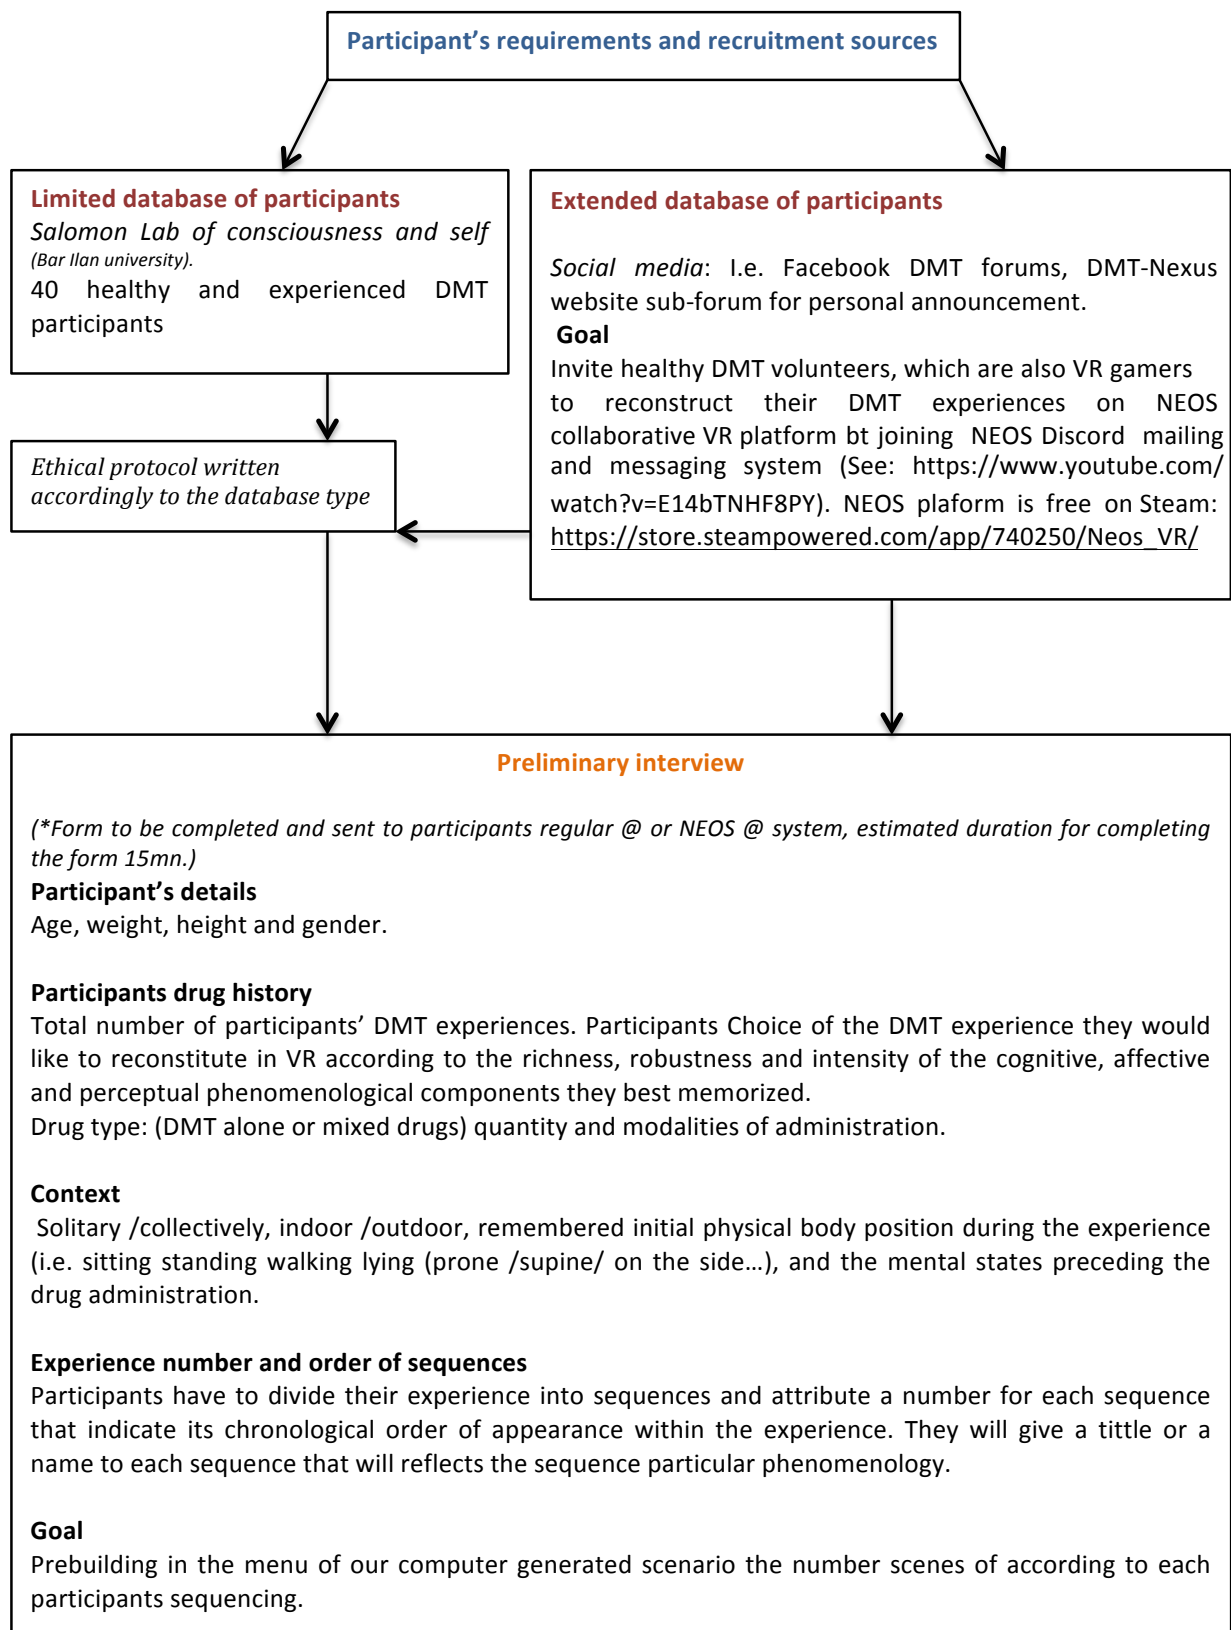 Participant’s requirements and recruitment sources
Limited database of participants
Salomon Lab of consciousness and self
(Bar Ilan university).
40 healthy and experienced DMT
participants
Extended database of participants
Social media: I.e. Facebook DMT forums, DMT-Nexus
website sub-forum for personal announcement.
Goal
Invite healthy DMT volunteers, which are also VR gamers
to reconstruct their DMT experiences on NEOS
collaborative VR platform bt joining NEOS Discord mailing
and messaging system (See: https://www.youtube.com/
watch?v=E14bTNHF8PY). NEOS plaform is free on Steam:
https://store.steampowered.com/app/740250/Neos_VR/
Ethical protocol written
accordingly to the database type
Preliminary interview
(*Form to be completed and sent to participants regular @ or NEOS @ system, estimated duration for completing
the form 15mn.)
Participant’s details
Age, weight, height and gender.
Participants drug history
Total number of participants’ DMT experiences. Participants Choice of the DMT experience they would
like to reconstitute in VR according to the richness, robustness and intensity of the cognitive, affective
and perceptual phenomenological components they best memorized.
Drug type: (DMT alone or mixed drugs) quantity and modalities of administration.
Context
Solitary /collectively, indoor /outdoor, remembered initial physical body position during the experience
(i.e. sitting standing walking lying (prone /supine/ on the side…), and the mental states preceding the
drug administration.
Experience number and order of sequences
Participants have to divide their experience into sequences and attribute a number for each sequence
that indicate its chronological order of appearance within the experience. They will give a tittle or a
name to each sequence that will reflects the sequence particular phenomenology.
Goal
Prebuilding in the menu of our computer generated scenario the number scenes of according to each
participants sequencing.